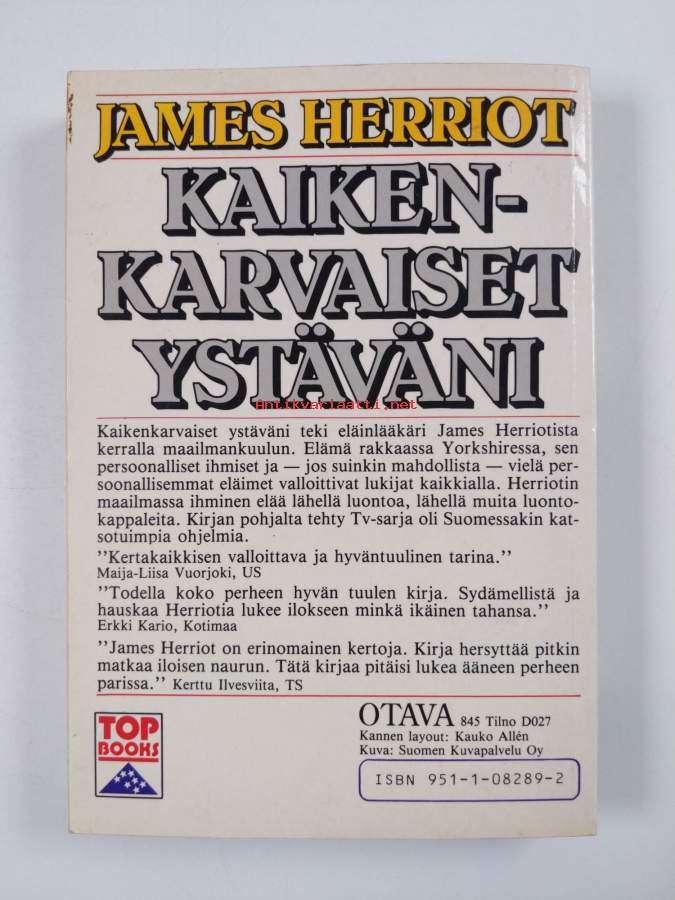 JAMES HERRIOT
KAIKEN-
KARVAISET
YSTÄVÄNI
Antikvariaatti.net
Kaikenkarvaiset ystäväni teki eläinlääkäri James Herriotista
kerralla maailmankuulun. Elämä rakkaassa Yorkshiressa, sen
persoonalliset ihmiset ja — jos suinkin mahdollista — vielä per-
soonallisemmat eläimet valloittivat lukijat kaikkialla. Herriotin
maailmassa ihminen elää lähellä luontoa, lähellä muita luonto-
kappaleita. Kirjan pohjalta tehty Tv-sarja oli Suomessakin kat-
sotuimpia ohjelmia.
”Kertakaikkisen valloittava ja hyväntuulinen tarina.”
Maija-Liisa Vuorjoki, US
”Todella koko perheen hyvän tuulen kirja. Sydämellistä ja
hauskaa Herriotia lukee ilokseen minkä ikäinen tahansa.”
Erkki Kario, Kotimaa
”James Herriot on erinomainen kertoja. Kirja hersyttää pitkin
matkaa iloisen naurun. Tätä kirjaa pitäisi lukea ääneen perheen
parissa.” Kerttu Ilvesviita, TS
TOP
BOOKS
OTAVA 845 Tilno D027
Kannen layout: Kauko Allén
Kuva: Suomen Kuvapalvelu Oy
ISBN 951-1-08289-2